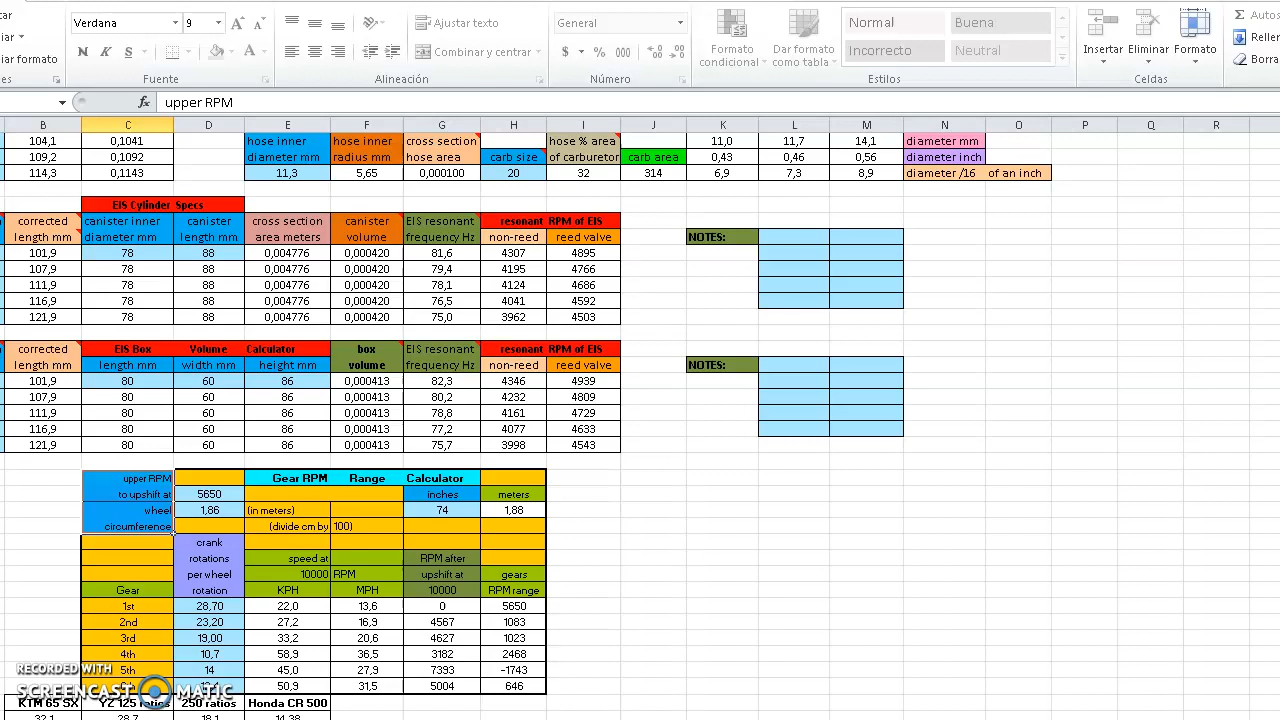 Verdana 9 Ajustar texto General Normal Buena Autos
ar
N K S Combinar y centrar $ % 000 Formato condicional Dar formato como tabla Incorrecto Neutral Insertar Eliminar Formato Reller
ar formato Borra
Fuente Alineación Número Estilos Celdas
fx upper RPM
B C D E F G H I J K L M N O P Q R
104,1 0,1041 hose inner hose inner cross section hose % area 11,0 11,7 14,1 diameter mm
109,2 0,1092 diameter mm radius mm hose area carb size of carburetor carb area 0,43 0,46 0,56 diameter inch
114,3 0,1143 11,3 5,65 0,000100 20 32 314 6,9 7,3 8,9 diameter /16 of an inch
EIS Cylinder Specs
corrected canister inner canister cross section canister EIS resonant resonant RPM of EIS
length mm diameter mm length mm area meters volume frequency Hz non-reed reed valve NOTES:
101,9 78 88 0,004776 0,000420 81,6 4307 4895
107,9 78 88 0,004776 0,000420 79,4 4195 4766
111,9 78 88 0,004776 0,000420 78,1 4124 4686
116,9 78 88 0,004776 0,000420 76,5 4041 4592
121,9 78 88 0,004776 0,000420 75,0 3962 4503
corrected EIS Box Volume Calculator box EIS resonant resonant RPM of EIS
length mm length mm width mm height mm volume frequency Hz non-reed reed valve NOTES:
101,9 80 60 86 0,000413 82,3 4346 4939
107,9 80 60 86 0,000413 80,2 4232 4809
111,9 80 60 86 0,000413 78,8 4161 4729
116,9 80 60 86 0,000413 77,2 4077 4633
121,9 80 60 86 0,000413 75,7 3998 4543
upper RPM Gear RPM Range Calculator
to upshift at 5650 inches meters
wheel 1,86 (in meters) 74 1,88
circumference (divide cm by 100)
crank
rotations speed at RPM after
per wheel 10000 RPM upshift at gears
Gear rotation KPH MPH 10000 RPM range
1st 28,70 22,0 13,6 0 5650
2nd 23,20 27,2 16,9 4567 1083
3rd 19,00 33,2 20,6 4627 1023
4th 10,7 58,9 36,5 3182 2468
5th 14 45,0 27,9 7393 -1743
50,9 31,5 5004 646
RECORDED WITH
SCREENCAST MATIC
KTM 65 SX YZ 125 ratios 250 ratios Honda CR 500
32,1 28,7 18,1 14,38